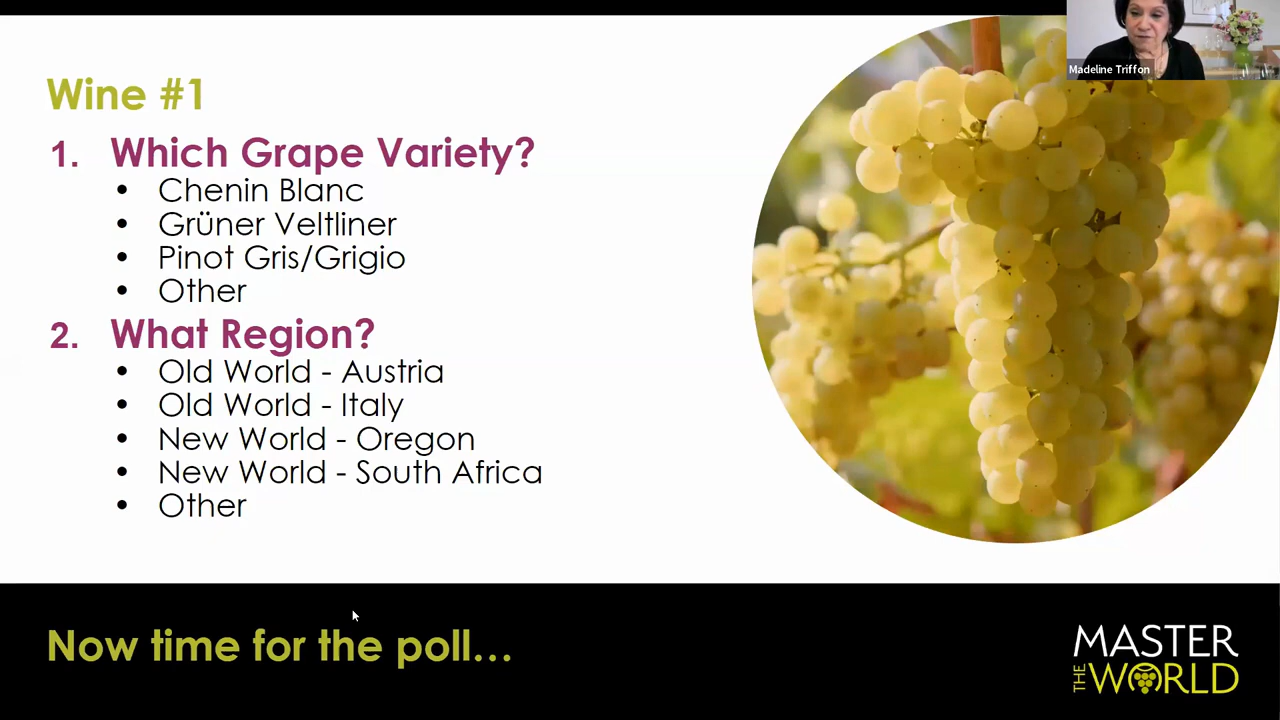 Madeline Triffon
Wine #1
1. Which Grape Variety?
• Chenin Blanc
• Grüner Veltliner
• Pinot Gris/Grigio
• Other
2. What Region?
• Old World - Austria
• Old World - Italy
• New World - Oregon
• New World - South Africa
• Other
Now time for the poll...
MASTER
THE WORLD